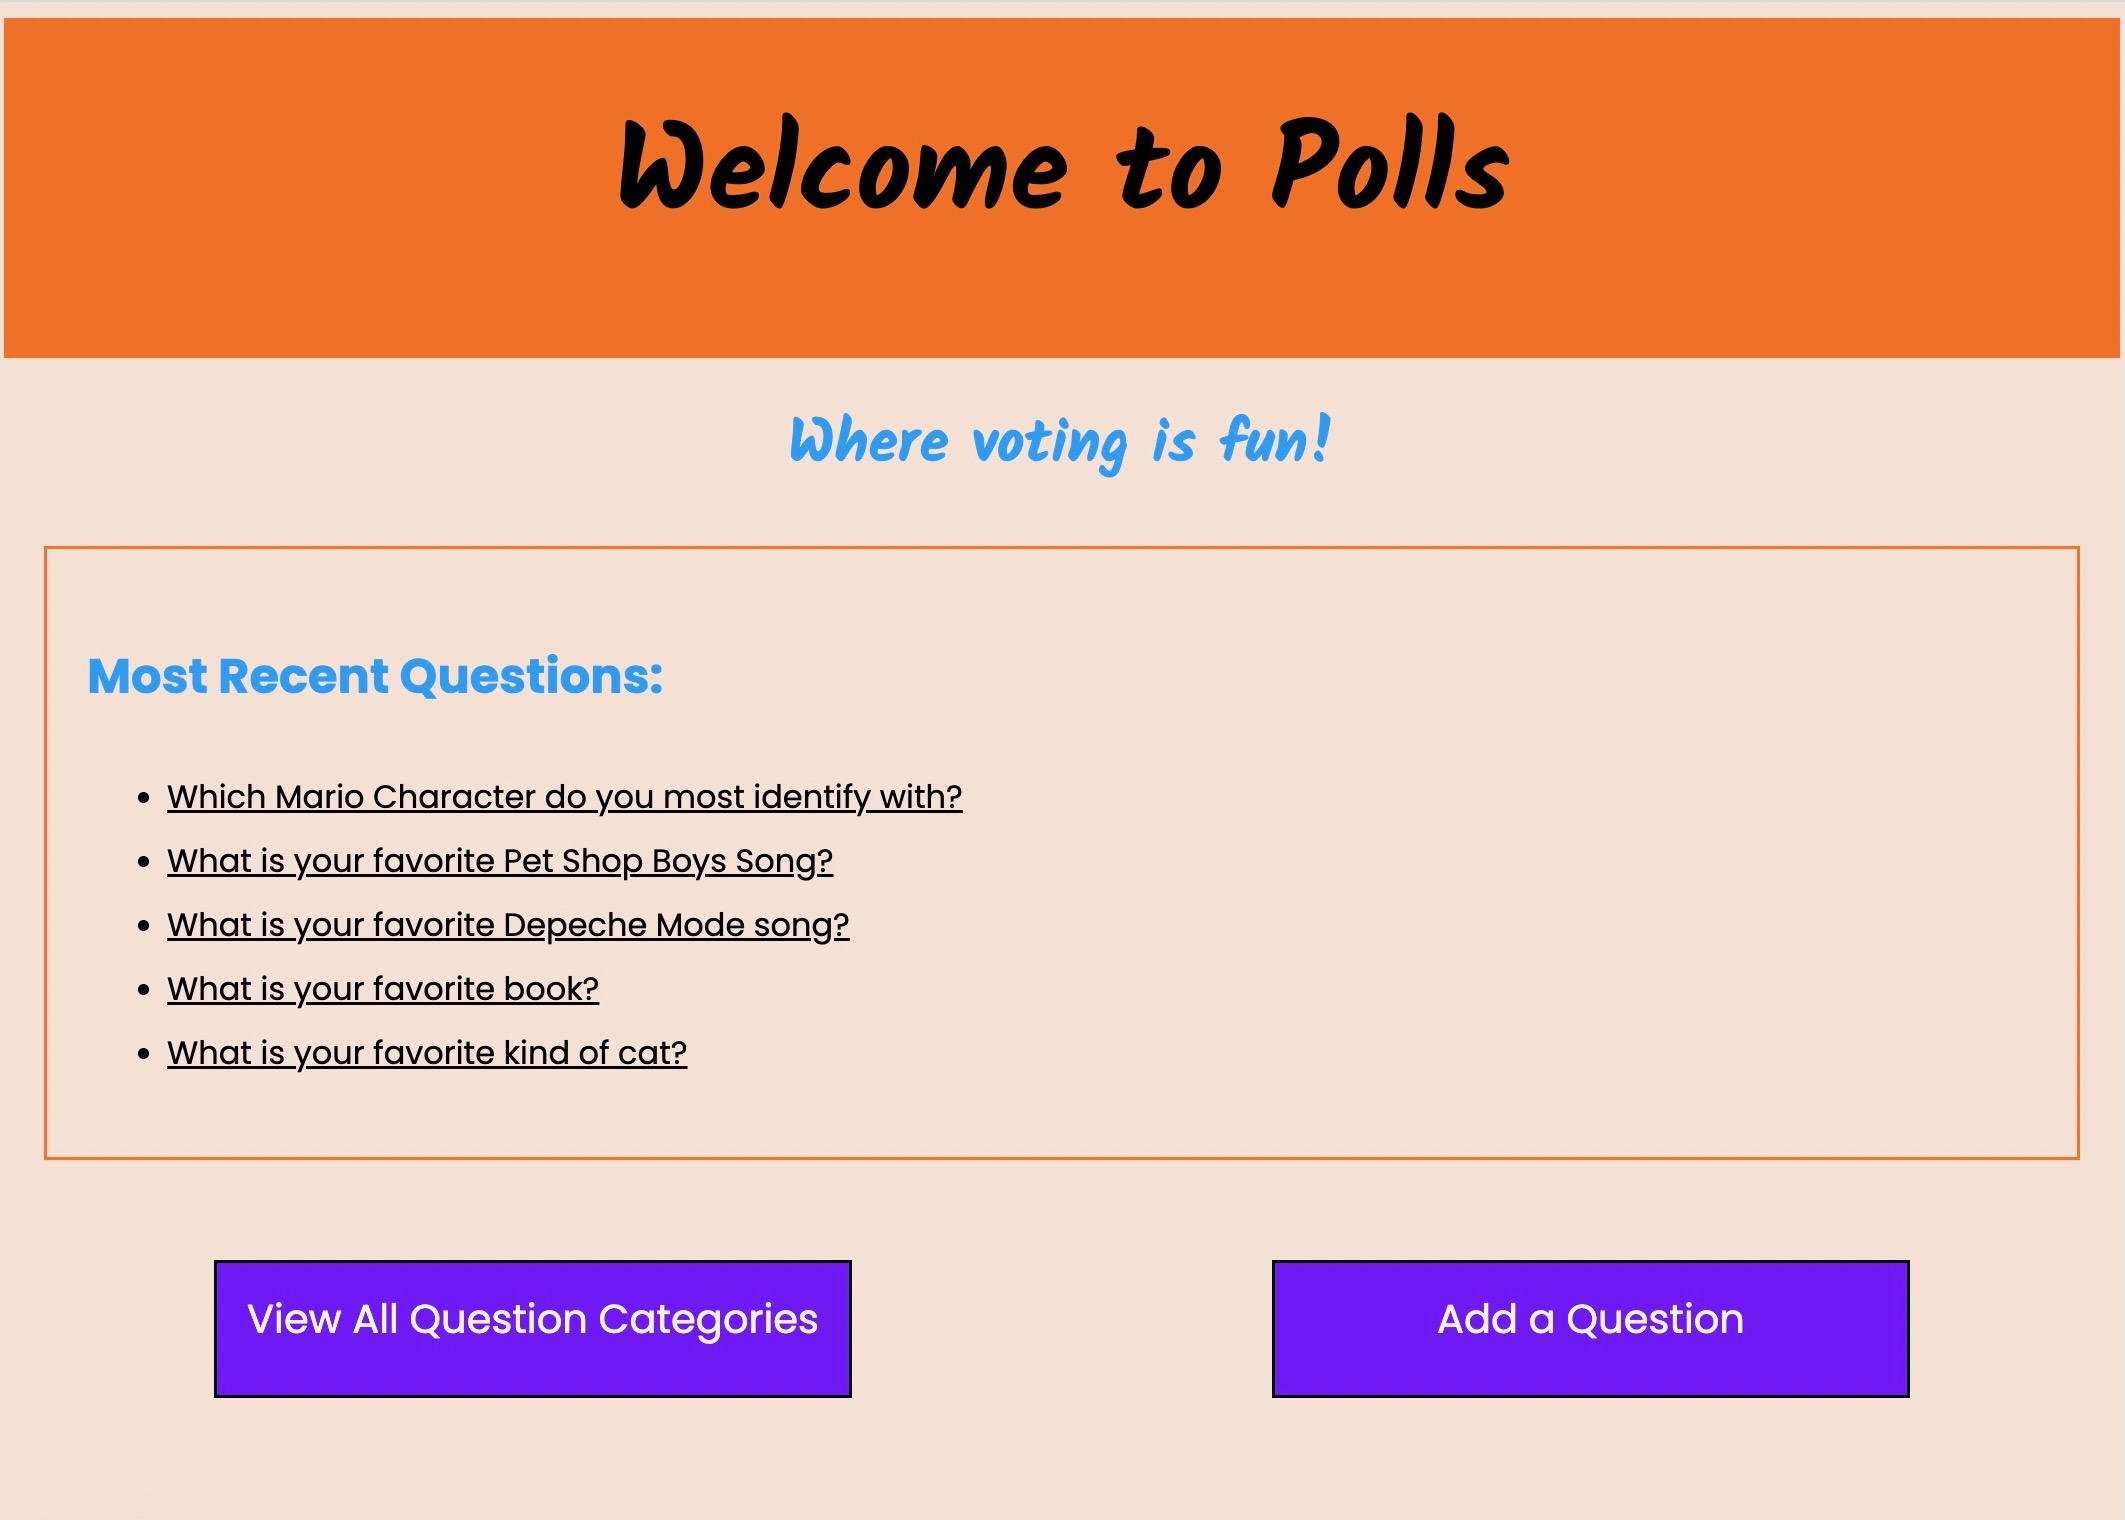 Welcome to Polls
Where voting is fun!
Most Recent Questions:
Which Mario Character do you most identify with?
What is your favorite Pet Shop Boys Song?
What is your favorite Depeche Mode song?
What is your favorite book?
What is your favorite kind of cat?
View All Question Categories
Add a Question